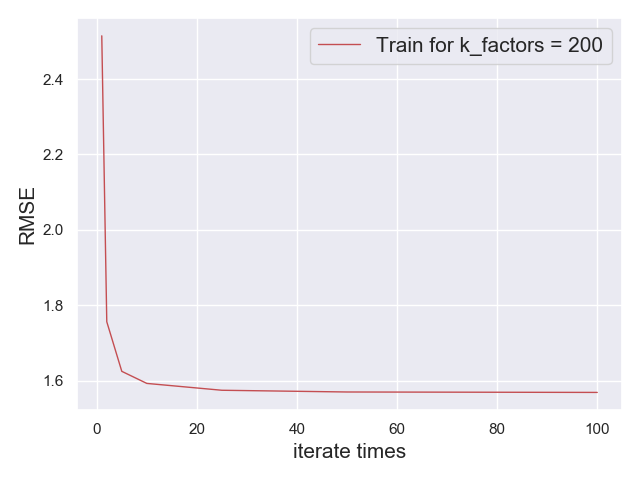 Train for k_factors = 200
RMSE
2.4
2.2
2.0
1.8
1.6
0 20 40 60 80 100
iterate times